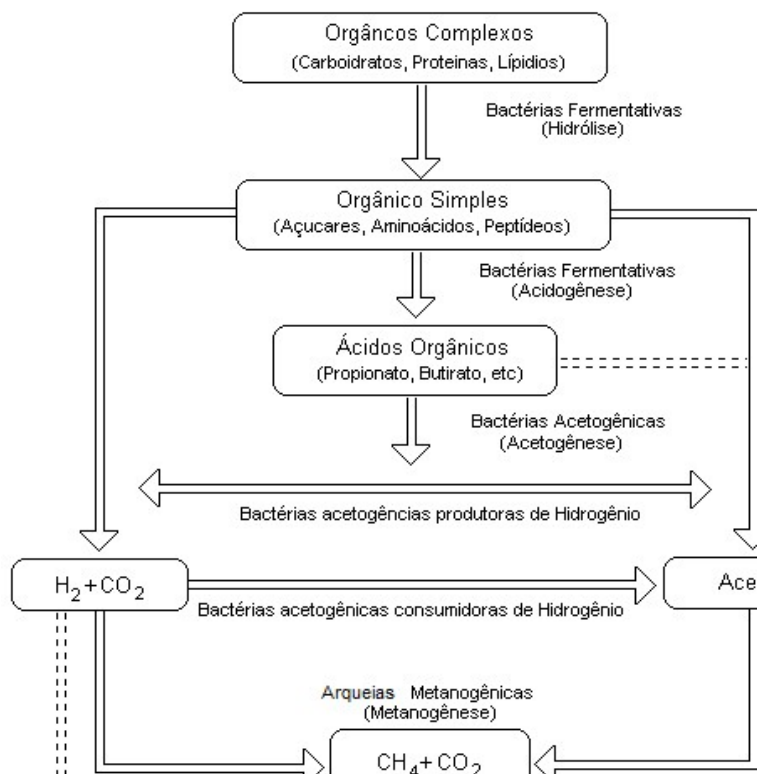 Orgâncos Complexos
(Carboidratos, Proteinas, Lípidios)
Bactérias Fermentativas
(Hidrólise)
Orgânico Simples
(Açucares, Aminoácidos, Peptídeos)
Bactérias Fermentativas
(Acidogênese)
Ácidos Orgânicos
(Propionato, Butirato, etc)
Bactérias Acetogênicas
(Acetogênese)
Bactérias acetogências produtoras de Hidrogênio
H₂+CO₂
Ace
Bactérias acetogênicas consumidoras de Hidrogênio
Arqueias Metanogênicas
(Metanogênese)
CH₄+CO₂